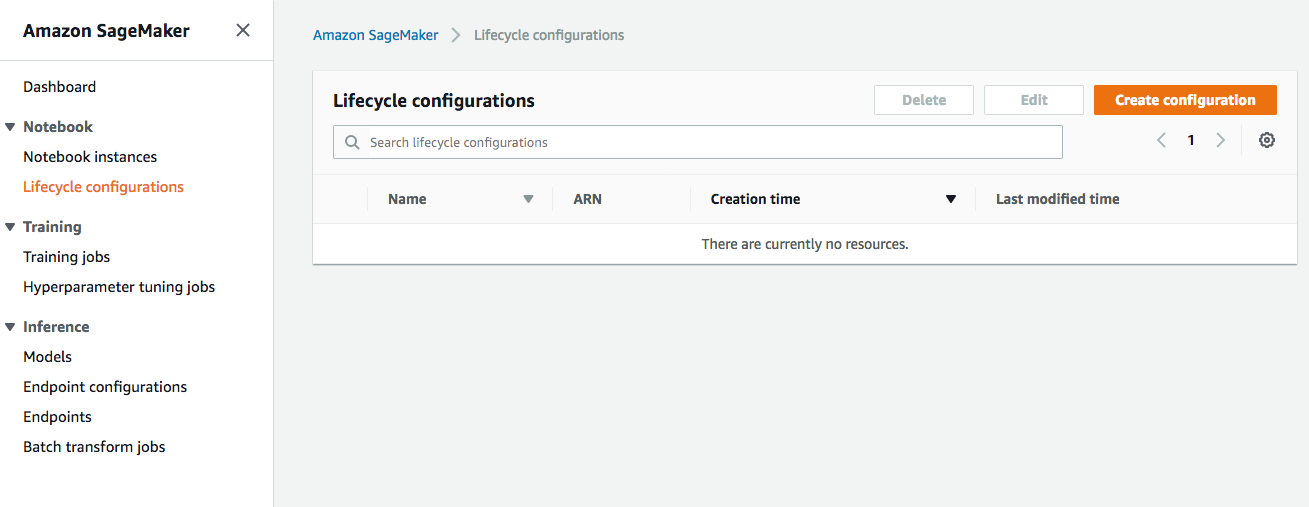 Amazon SageMaker
Dashboard
Notebook
Notebook instances
Lifecycle configurations
Training
Training jobs
Hyperparameter tuning jobs
Inference
Models
Endpoint configurations
Endpoints
Batch transform jobs
Amazon SageMaker > Lifecycle configurations
Lifecycle configurations Delete Edit Create configuration
Search lifecycle configurations 1
Name ARN Creation time Last modified time
There are currently no resources.